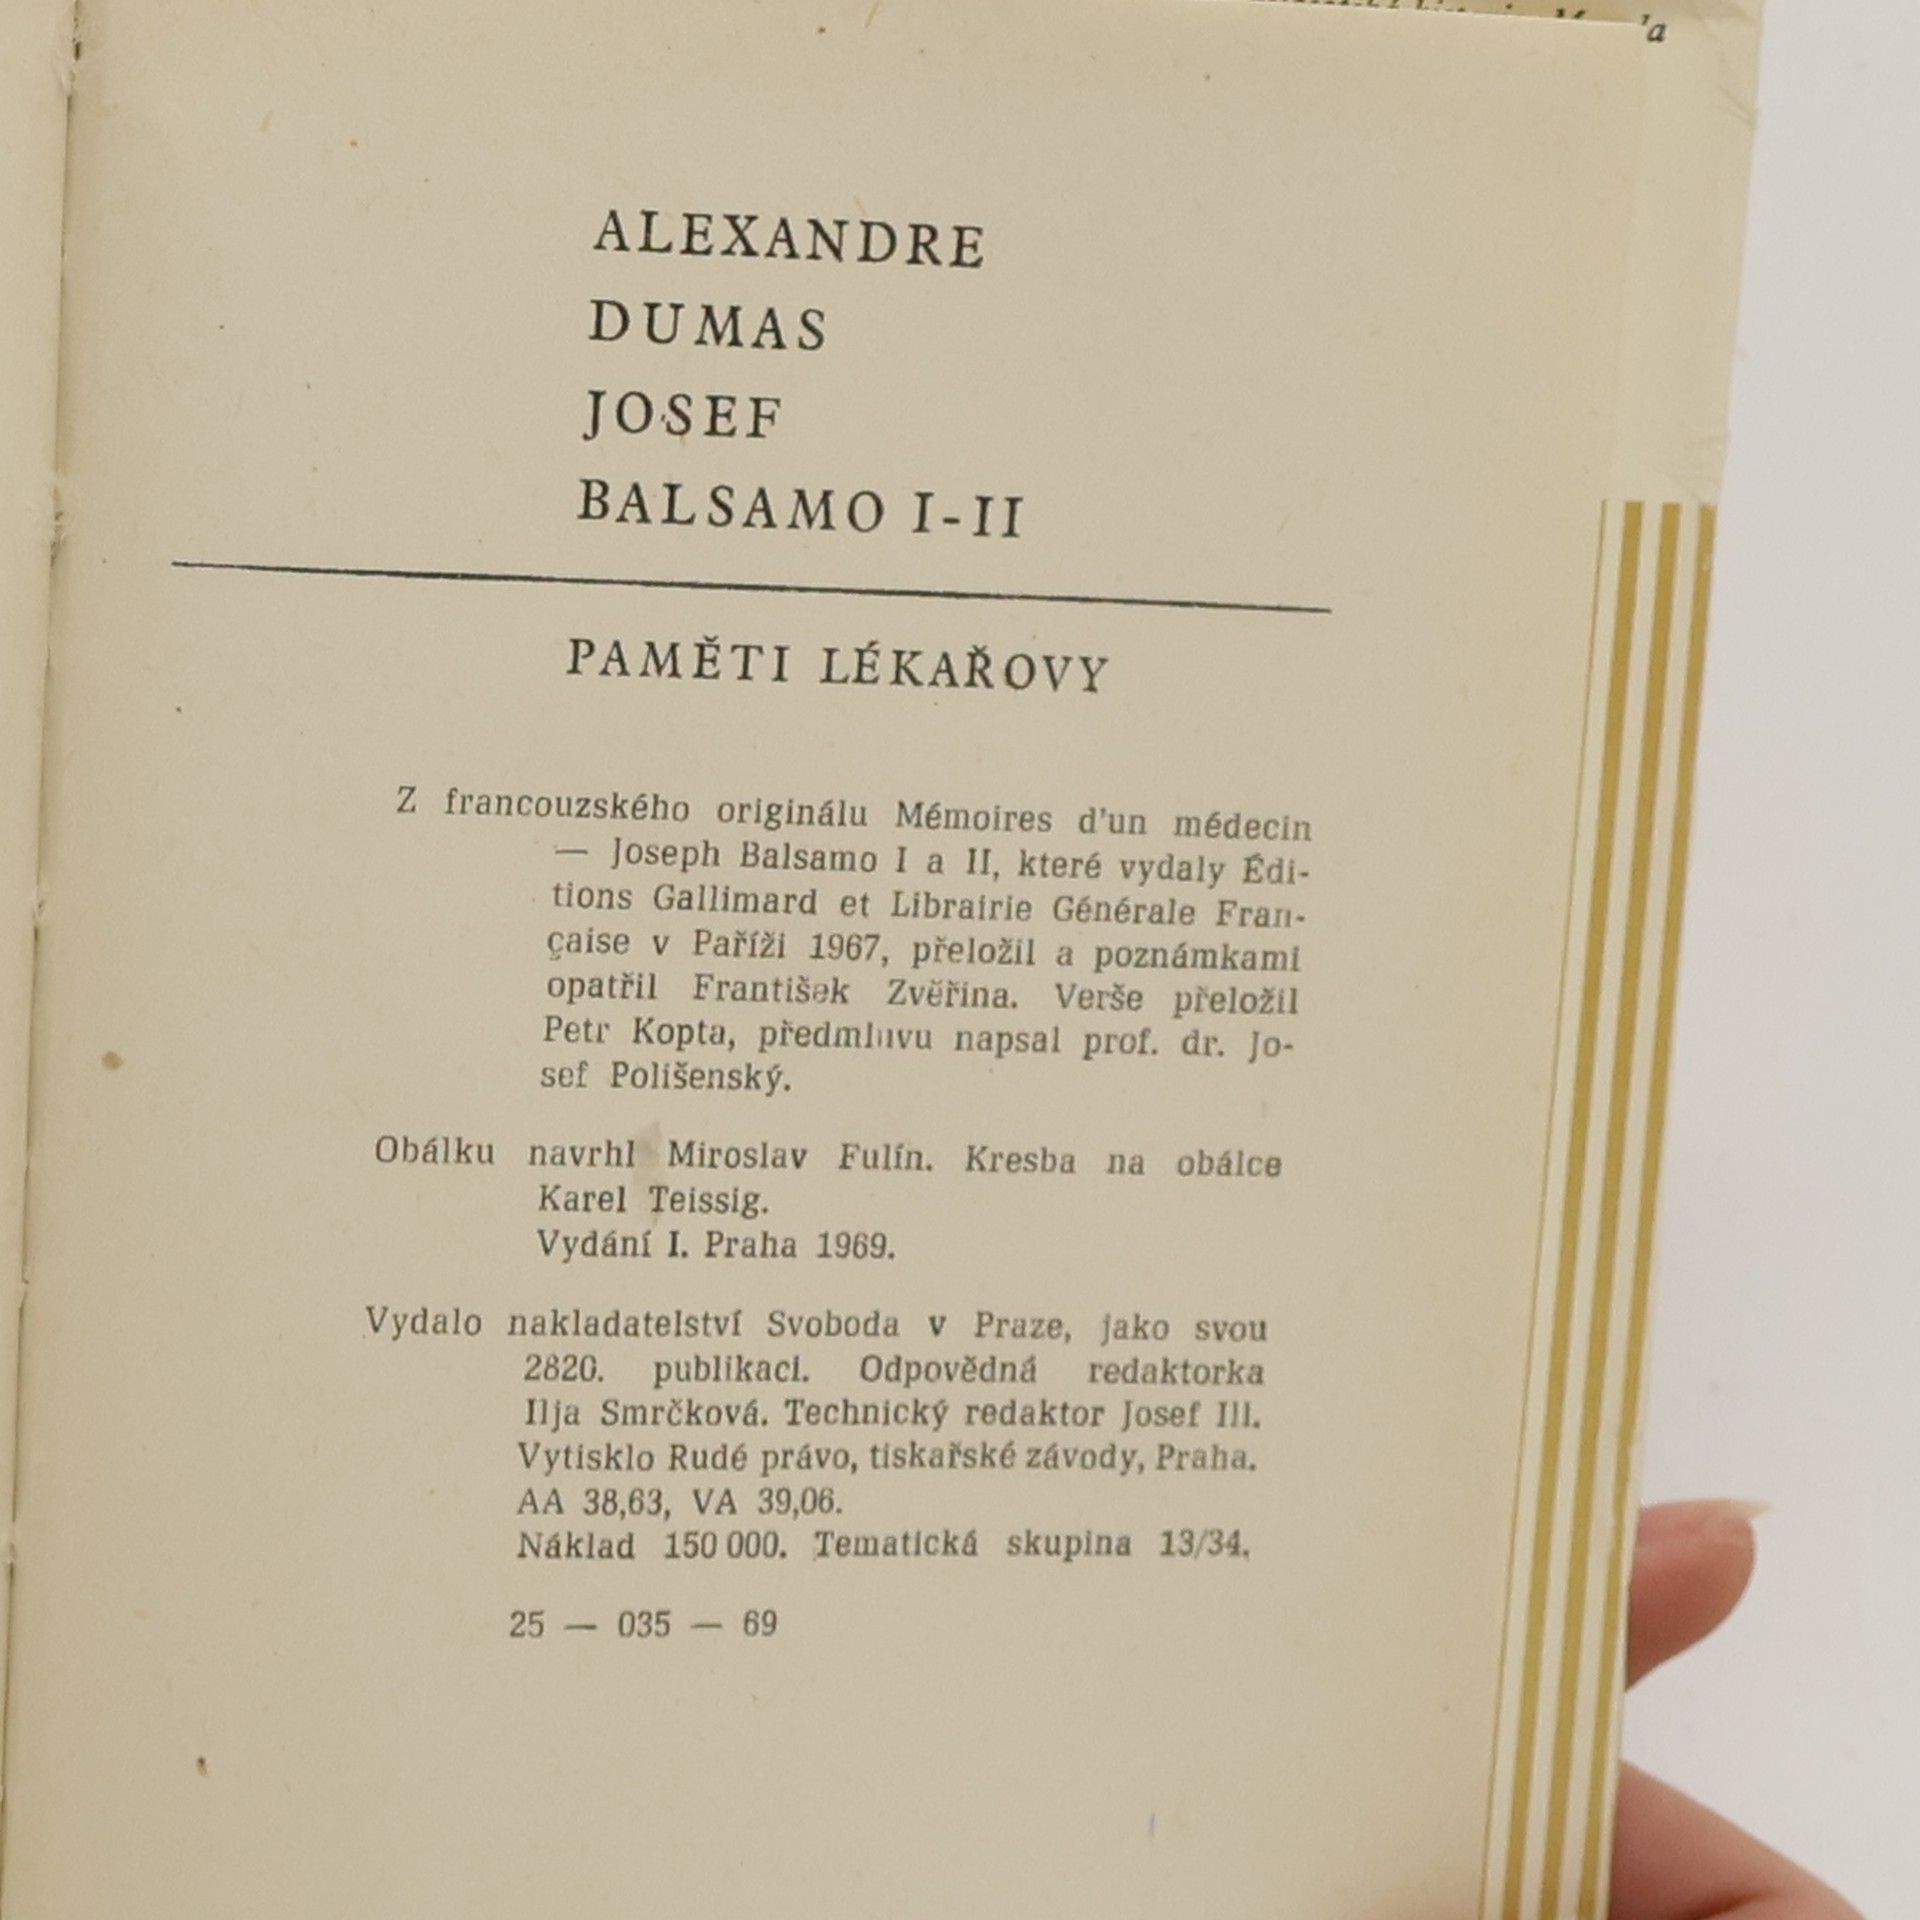 ALEXANDRE
DUMAS
JOSEF
BALSAMO I-II
PAMĚTI LÉKAŘOVY
Z francouzského originálu Mémoires d'un médecin
— Joseph Balsamo I a II, které vydaly Édi-
tions Gallimard et Librairie Générale Fran-
çaise v Paříži 1967, přeložil a poznámkami
opatřil František Zvěřina. Verše přeložil
Petr Kopta, předmluvu napsal prof. dr. Jo-
sef Polišenský.
Obálku navrhl Miroslav Fulín. Kresba na obálce
Karel Teissig.
Vydání I. Praha 1969.
Vydalo nakladatelství Svoboda v Praze, jako svou
2820. publikaci. Odpovědná redaktorka
Ilja Smrčková. Technický redaktor Josef Ill.
Vytisklo Rudé právo, tiskařské závody, Praha.
AA 38,63, VA 39,06.
Náklad 150 000. Tematická skupina 13/34.
25 — 035 — 69